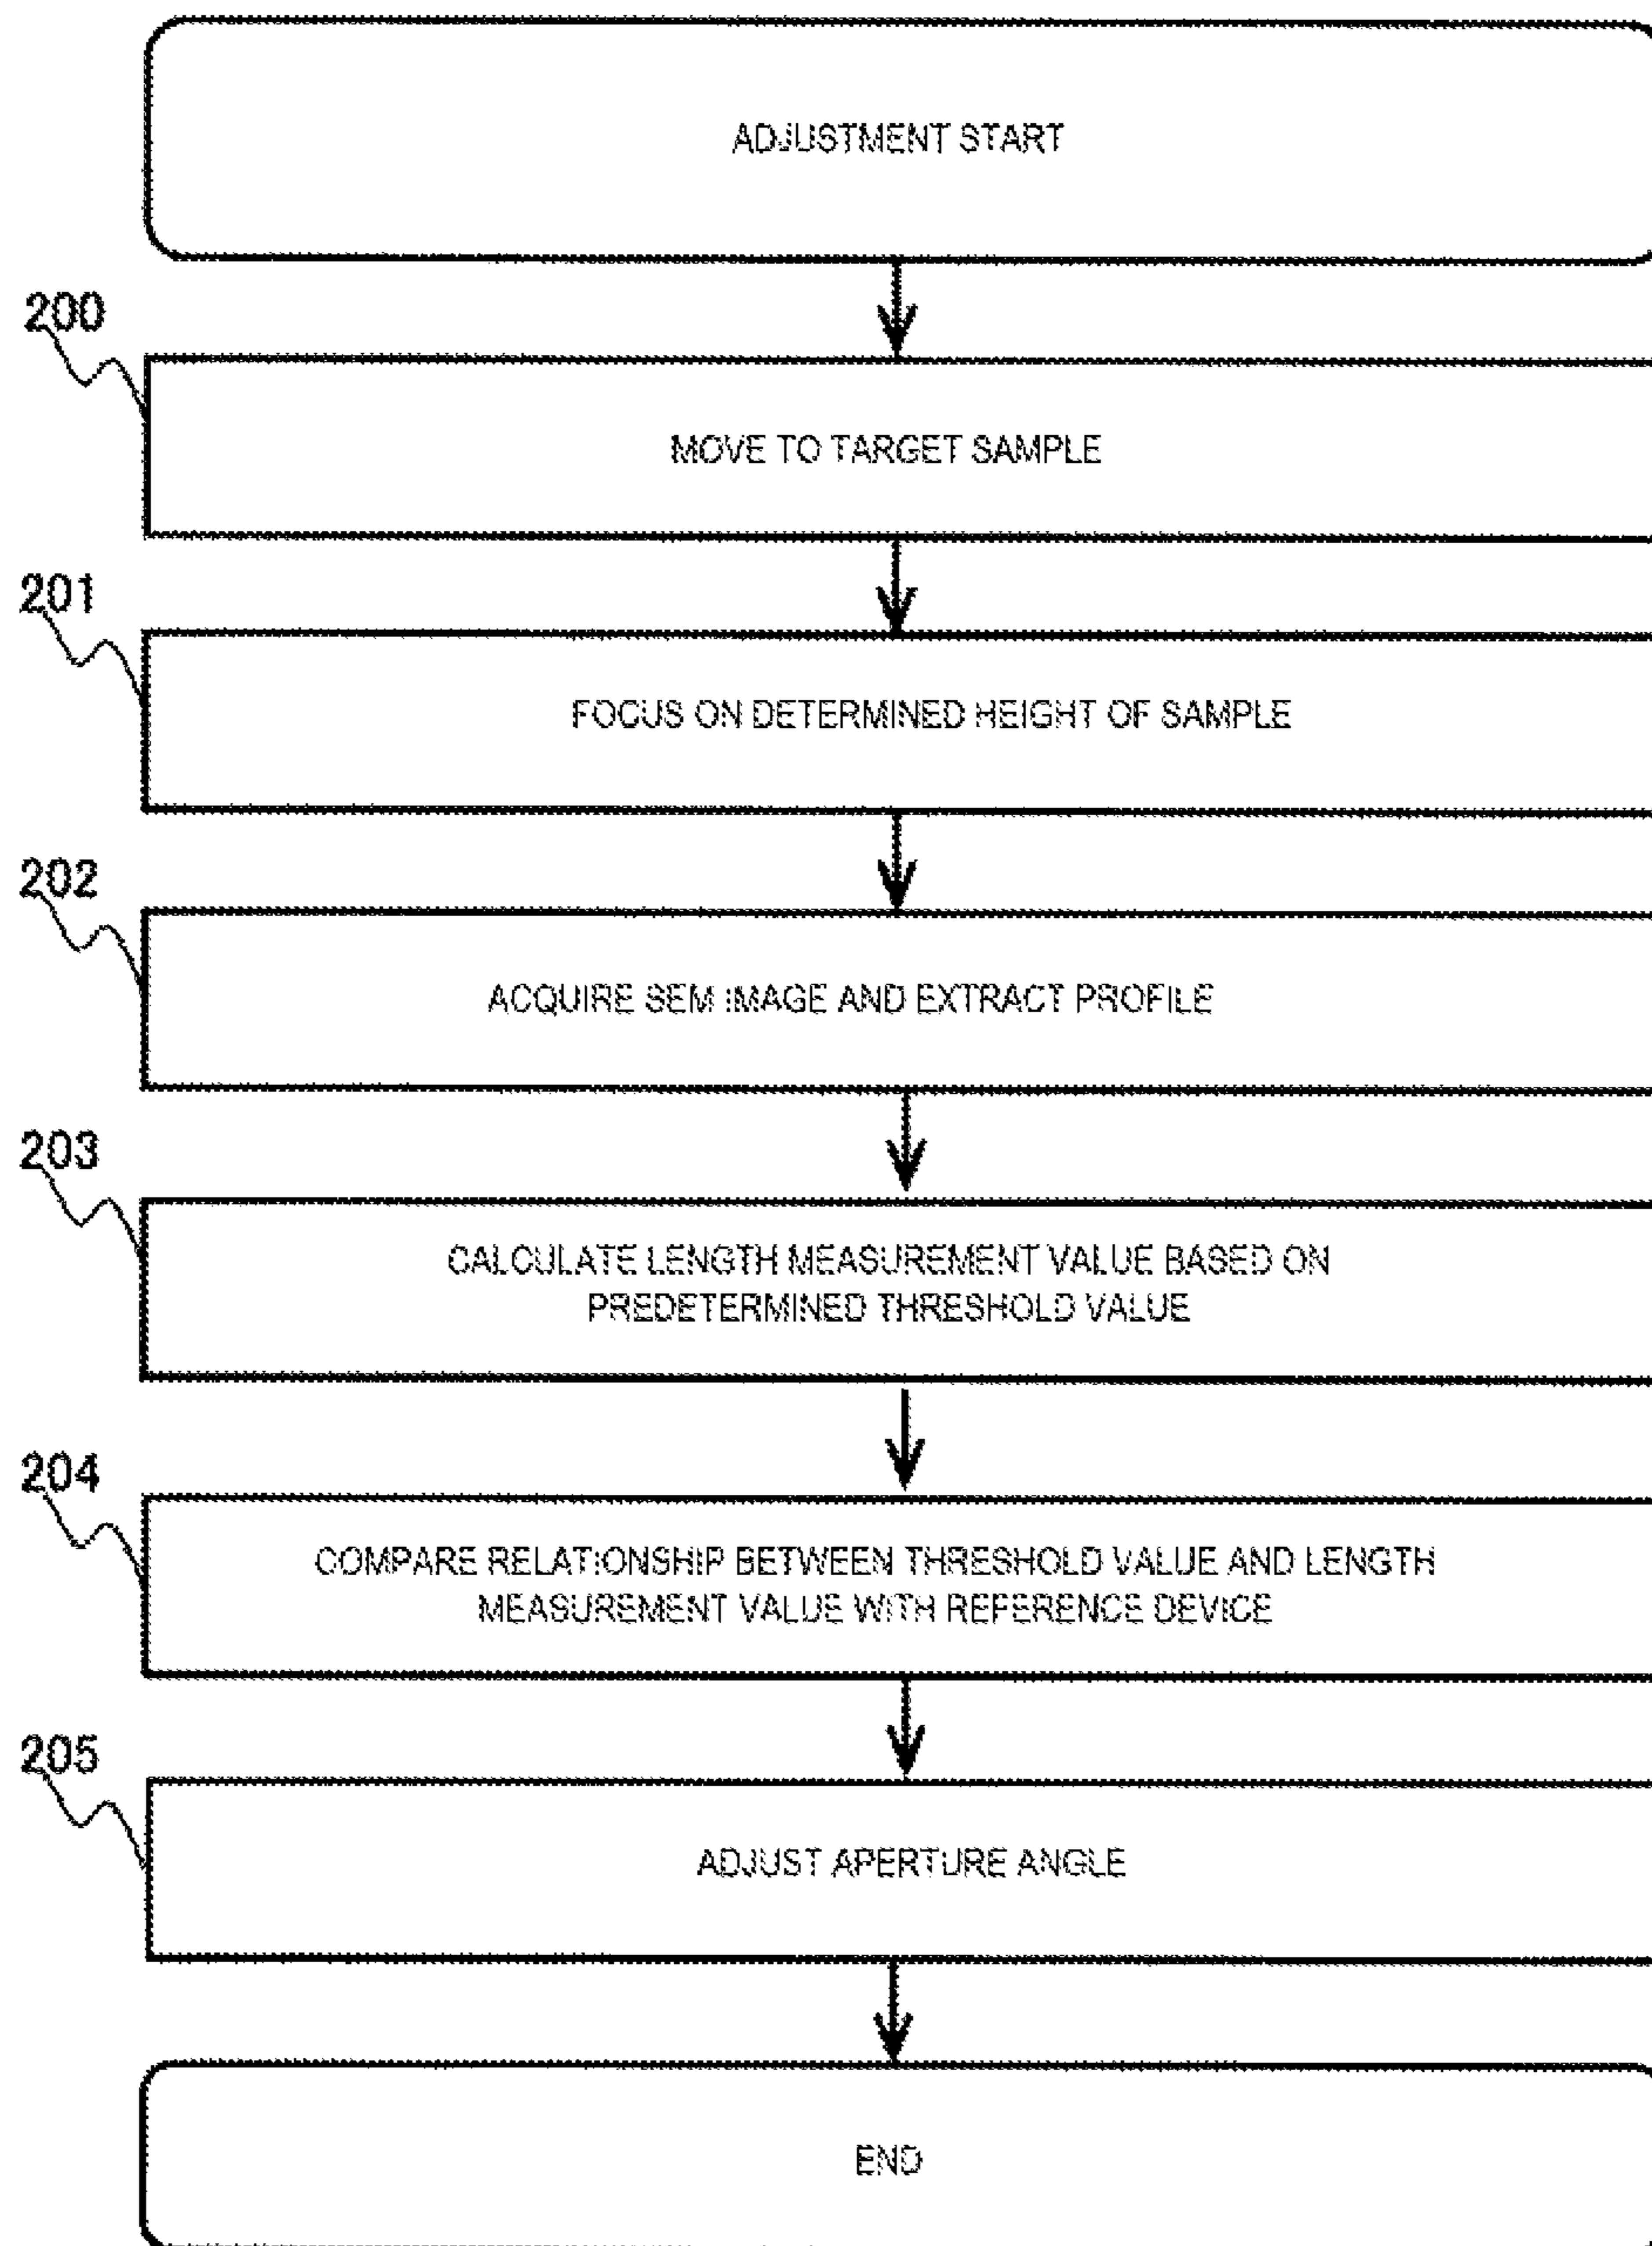 ADJUSTMENT START
200
MOVE TO TARGET SAMPLE
201
FOCUS ON DETERMINED HEIGHT OF SAMPLE
202
ACQUIRE SEM IMAGE AND EXTRACT PROFILE
203
CALCULATE LENGTH MEASUREMENT VALUE BASED ON
PREDETERMINED THRESHOLD VALUE
204
COMPARE RELATIONSHIP BETWEEN THRESHOLD VALUE AND LENGTH
MEASUREMENT VALUE WITH REFERENCE DEVICE
205
ADJUST APERTURE ANGLE
END